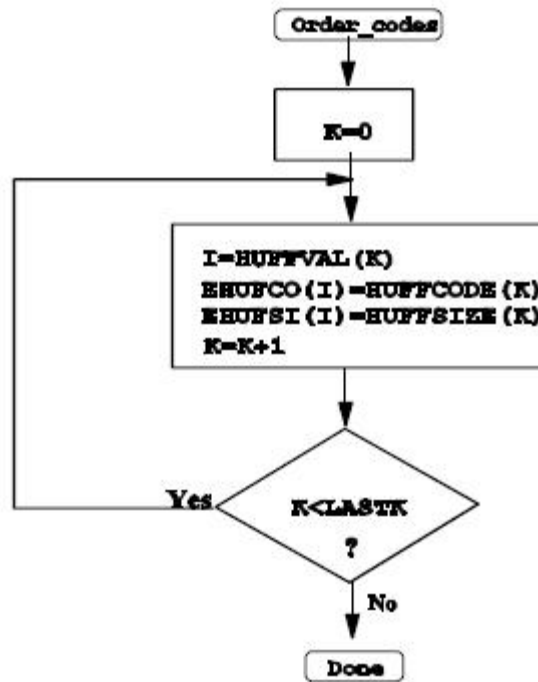 Order_codes
K=0
I=HUFFVAL(K)
EHUFCO(I)=HUFFCODE(K)
EHUFSI(I)=HUFFSIZE(K)
K=K+1
Yes
K<LASTK
?
No
Done